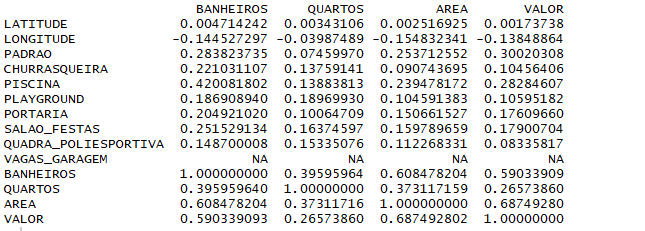 BANHEIROS QUARTOS AREA VALOR
LATITUDE 0.004714242 0.00343106 0.002516925 0.00173738
LONGITUDE -0.144527297 -0.03987489 -0.154832341 -0.13848864
PADRAO 0.283823735 0.07459970 0.253712552 0.30020308
CHURRASQUEIRA 0.221031107 0.13759141 0.090743695 0.10456406
PISCINA 0.420081802 0.13883813 0.239478172 0.28284607
PLAYGROUND 0.186908940 0.18969930 0.104591383 0.10595182
PORTARIA 0.204921020 0.10064709 0.150661527 0.17609660
SALAO_FESTAS 0.251529134 0.16374597 0.159789659 0.17900704
QUADRA_POLIESPORTIVA 0.148700008 0.15335076 0.112268331 0.08335817
VAGAS_GARAGEM NA NA NA NA
BANHEIROS 1.000000000 0.39595964 0.608478204 0.59033909
QUARTOS 0.395959640 1.00000000 0.373117159 0.26573860
AREA 0.608478204 0.37311716 1.000000000 0.68749280
VALOR 0.590339093 0.26573860 0.687492802 1.00000000